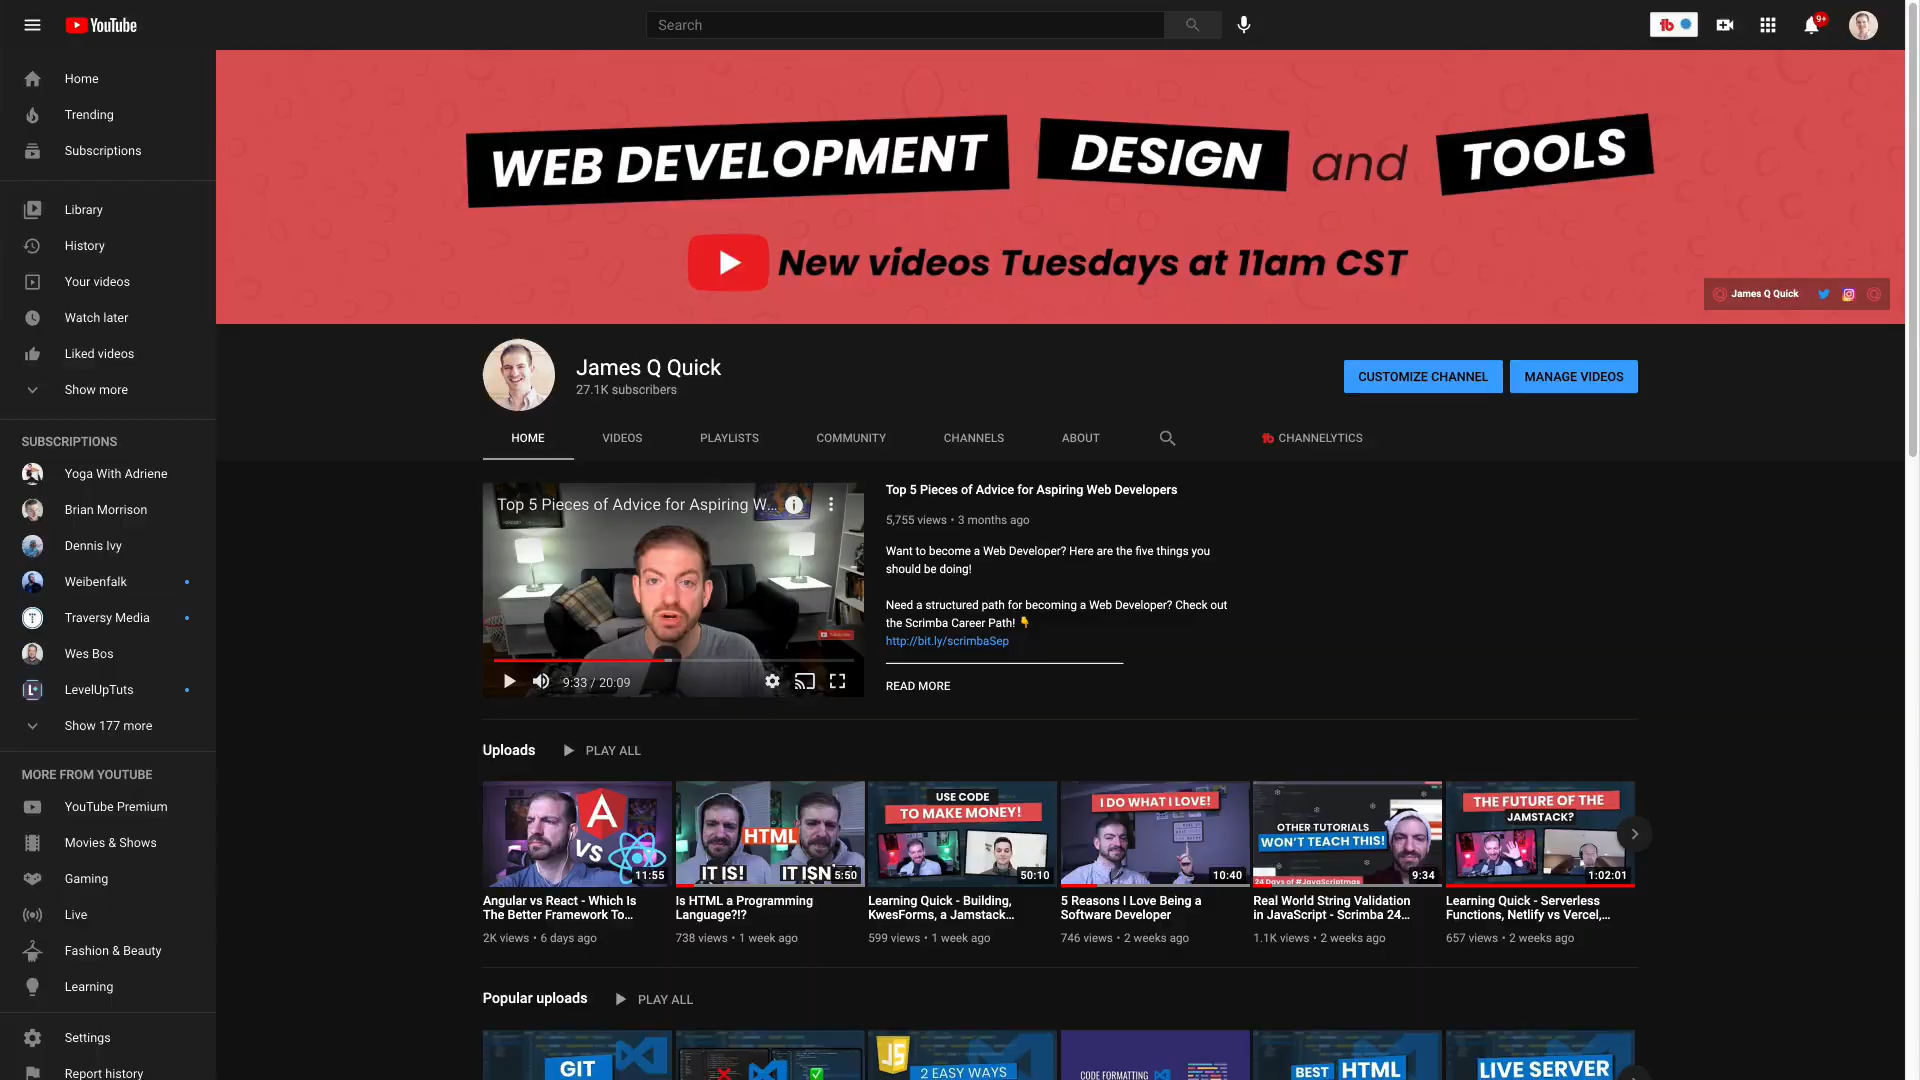 YouTube
Search
9+
Home
Trending
Subscriptions
Library
History
Your videos
Watch later
Liked videos
Show more
SUBSCRIPTIONS
Yoga With Adriene
Brian Morrison
Dennis Ivy
Weibenfalk
Traversy Media
Wes Bos
LevelUpTuts
Show 177 more
MORE FROM YOUTUBE
YouTube Premium
Movies & Shows
Gaming
Live
Fashion & Beauty
Learning
Settings
Report history
WEB DEVELOPMENT DESIGN and TOOLS
New videos Tuesdays at 11am CST
James Q Quick
James Q Quick
27.1K subscribers
CUSTOMIZE CHANNEL
MANAGE VIDEOS
HOME
VIDEOS
PLAYLISTS
COMMUNITY
CHANNELS
ABOUT
CHANNELYTICS
Top 5 Pieces of Advice for Aspiring W...
9:33 / 20:09
Top 5 Pieces of Advice for Aspiring Web Developers
5,755 views • 3 months ago
Want to become a Web Developer? Here are the five things you
should be doing!
Need a structured path for becoming a Web Developer? Check out
the Scrimba Career Path! 👇
http://bit.ly/scrimbaSep
READ MORE
Uploads
PLAY ALL
A
VS
11:55
Angular vs React - Which Is
The Better Framework To...
2K views • 6 days ago
HTML
IT IS!
IT ISN
5:50
Is HTML a Programming
Language?!?
738 views • 1 week ago
USE CODE
TO MAKE MONEY!
50:10
Learning Quick - Building,
KwesForms, a Jamstack...
599 views • 1 week ago
I DO WHAT I LOVE!
10:40
5 Reasons I Love Being a
Software Developer
746 views • 2 weeks ago
OTHER TUTORIALS
WON'T TEACH THIS!
24 Days of #JavaScriptmas
9:34
Real World String Validation
in JavaScript - Scrimba 24...
1.1K views • 2 weeks ago
THE FUTURE OF THE
JAMSTACK?
1:02:01
Learning Quick - Serverless
Functions, Netlify vs Vercel,...
657 views • 2 weeks ago
Popular uploads
PLAY ALL
GIT
JS
2 EASY WAYS
CODE FORMATTING
BEST HTML
LIVE SERVER